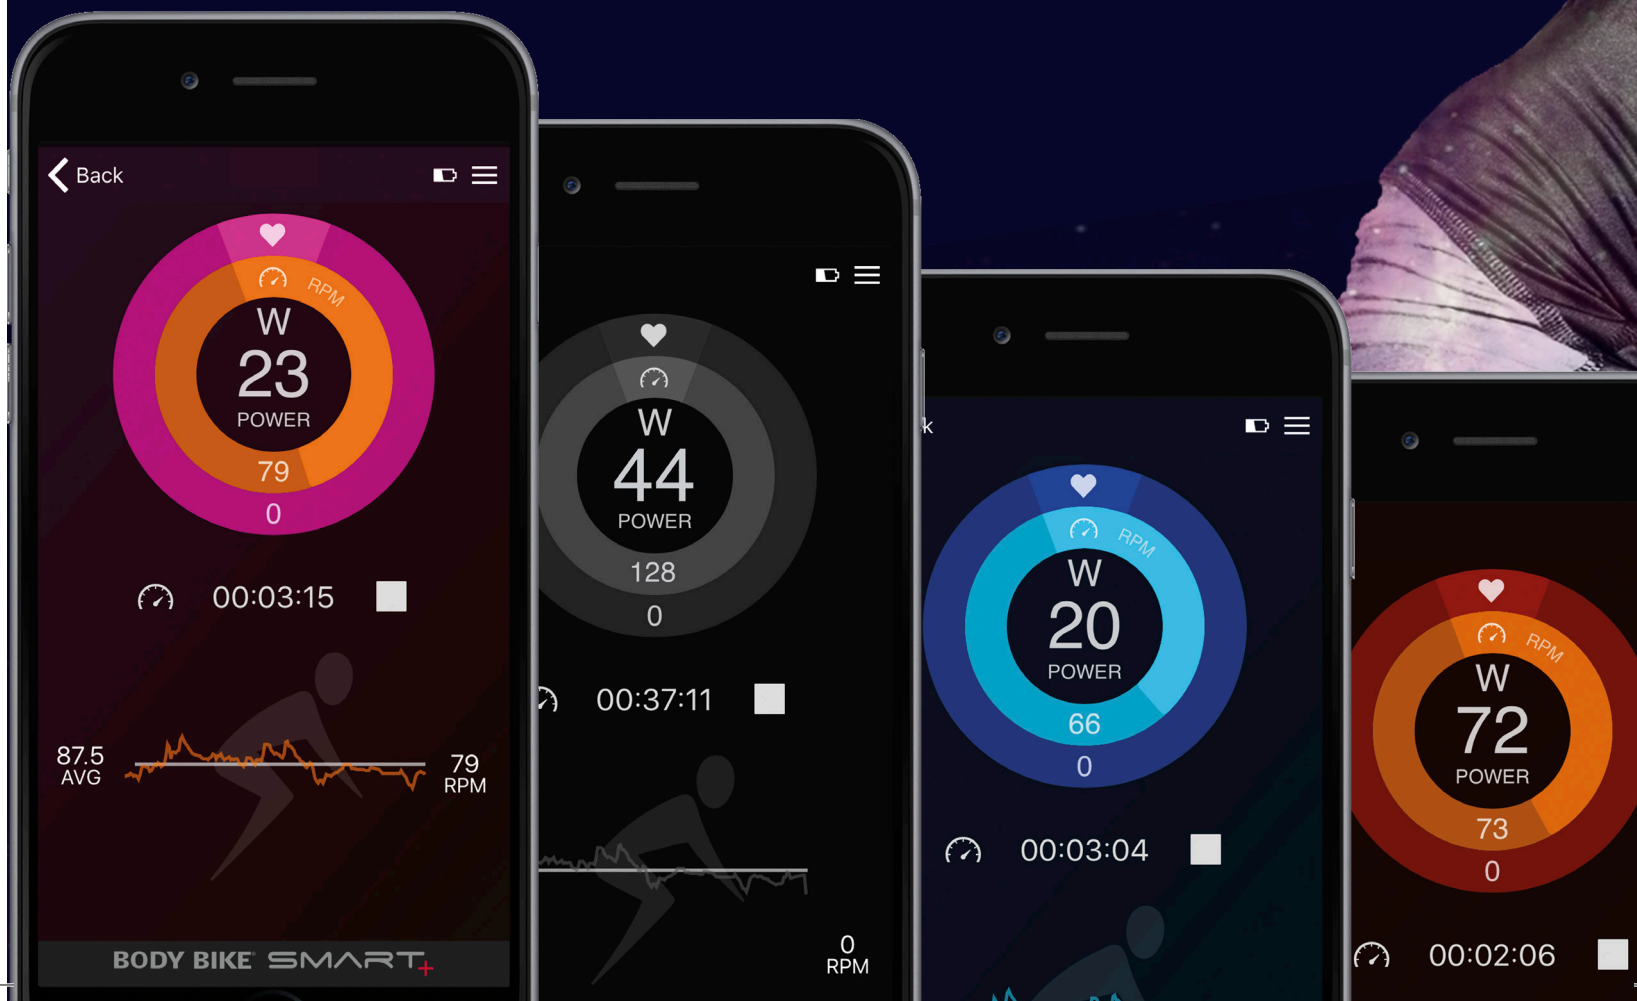 Back
RPM
W
23
POWER
79
0
00:03:15
87.5
AVG
79
RPM
BODY BIKE SMART+
W
44
POWER
128
0
00:37:11
0
RPM
k
RPM
W
20
POWER
66
0
00:03:04
RPM
W
72
POWER
73
0
00:02:06